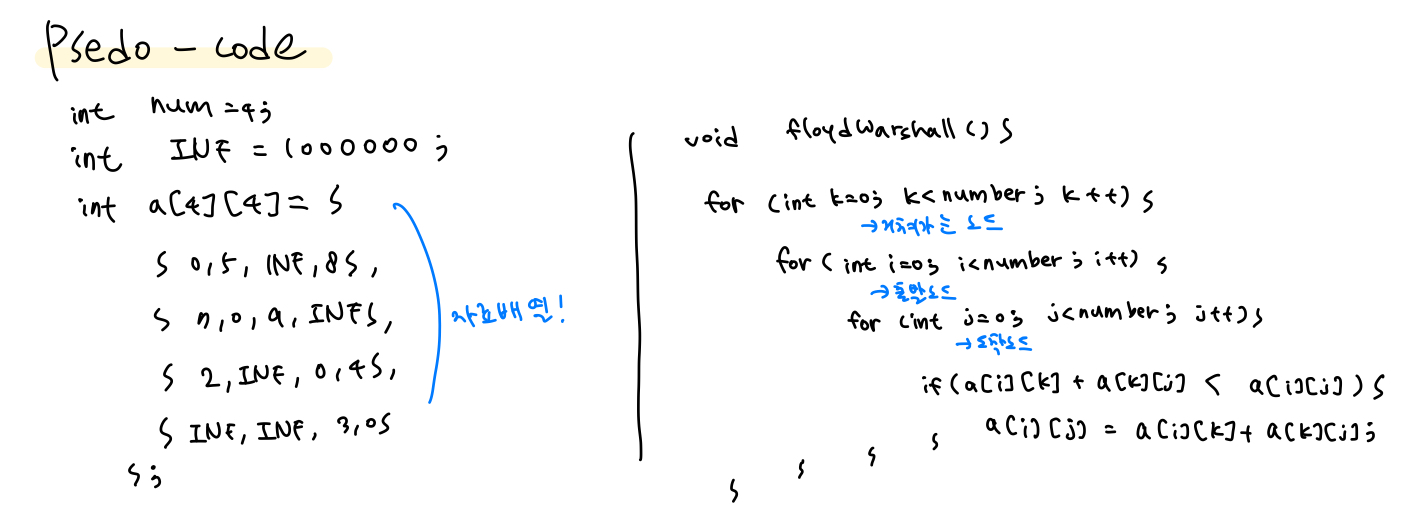 Psedo - code
int num = 4;
int INF = 1000000;
int a[4][4] = {
{ 0, 5, INF, 8 },
{ 7, 0, 9, INF },
{ 2, INF, 0, 4 },
{ INF, INF, 3, 0 }
};
자료배열!
void floydWarshall () {
for (int k=0; k<number; k++) {
→거쳐가는 노드
for (int i=0; i<number; i++) {
→출발노드
for (int j=0; j<number; j++) {
→도착노드
if (a[i][k] + a[k][j] < a[i][j]) {
a[i][j] = a[i][k] + a[k][j];
} } } }
}